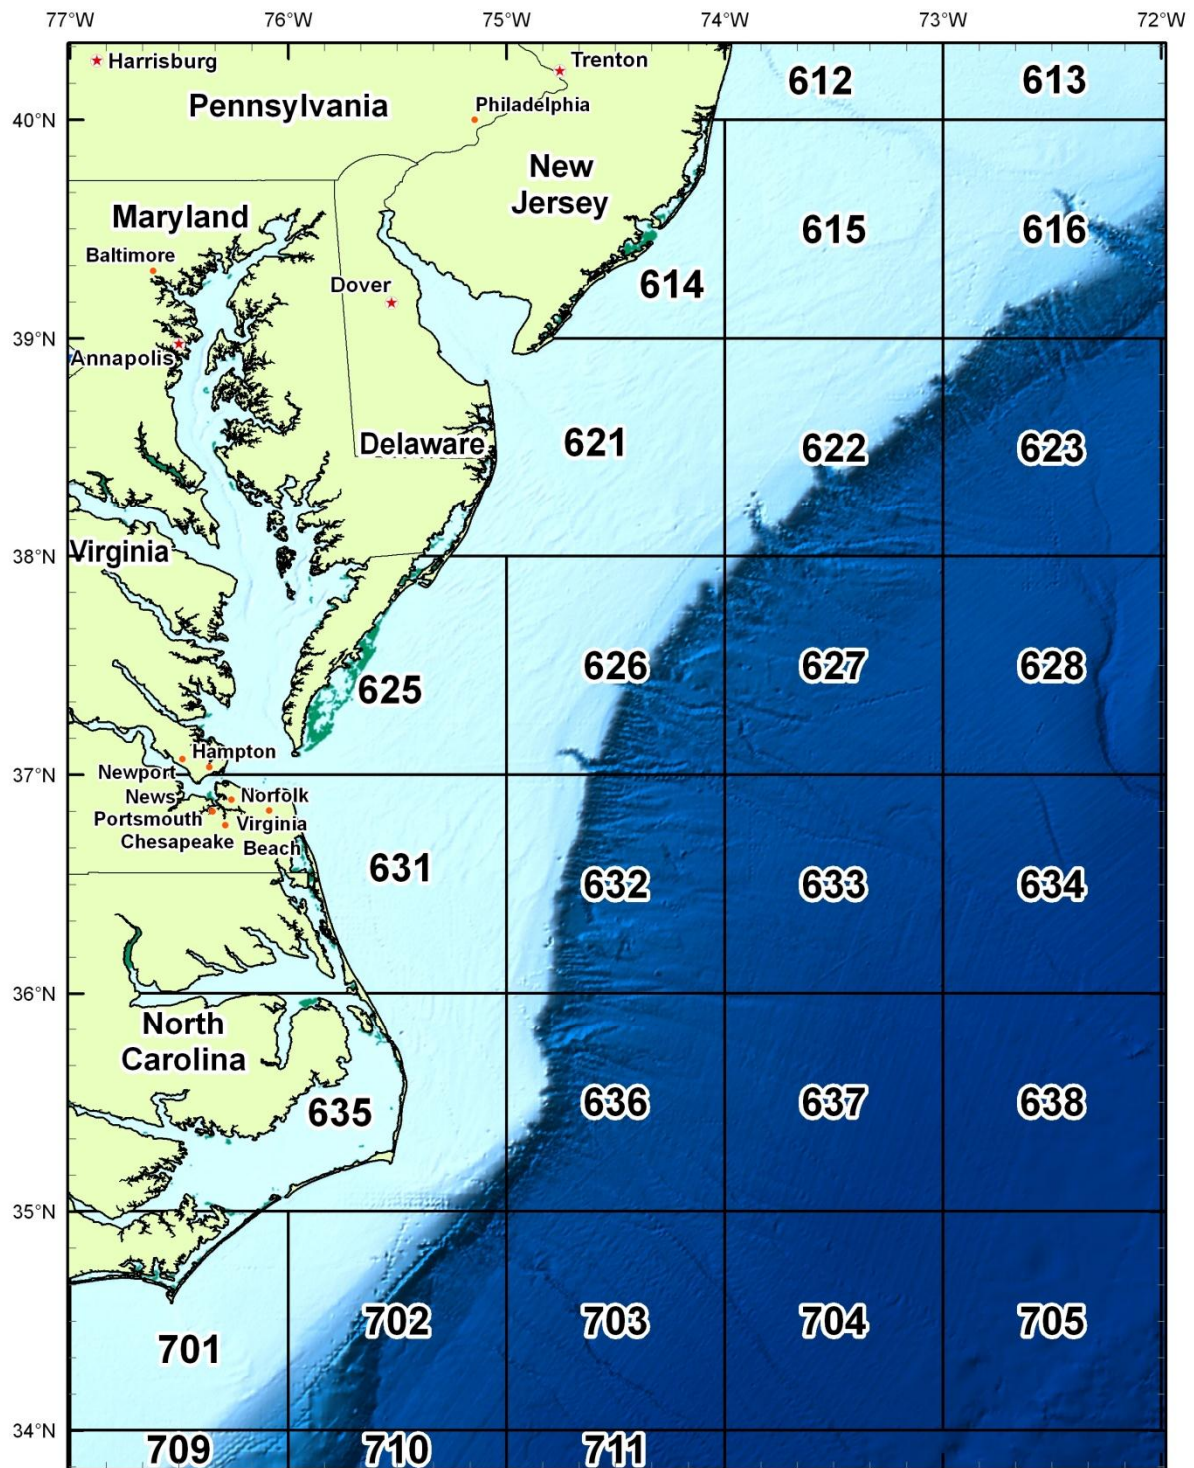 77°W 76°W 75°W 74°W 73°W 72°W
Harrisburg
Trenton
612
613
Pennsylvania
Philadelphia
40°N
New
Jersey
Maryland
615
616
Baltimore
Dover
614
39°N
Annapolis
Delaware
621
622
623
Virginia
38°N
625
626
627
628
Hampton
37°N
Newport
News
Norfolk
Portsmouth
Virginia
Beach
Chesapeake
631
632
633
634
36°N
North
Carolina
635
636
637
638
35°N
701
702
703
704
705
34°N
709
710
711